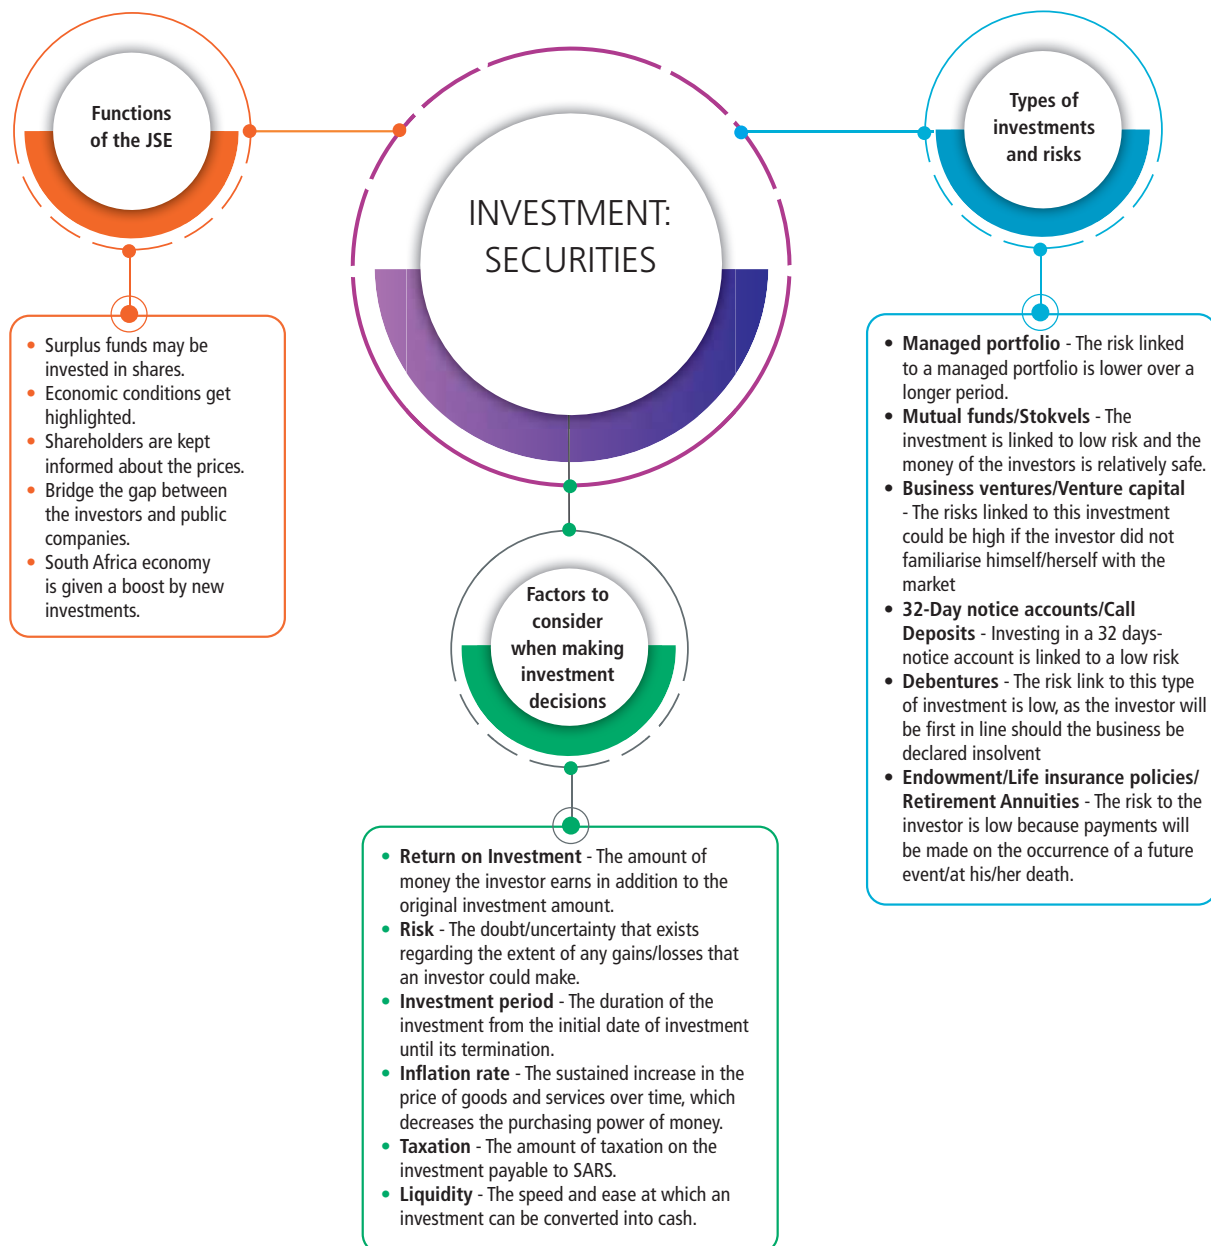 INVESTMENT:
SECURITIES
Functions
of the JSE
• Surplus funds may be
invested in shares.
• Economic conditions get
highlighted.
• Shareholders are kept
informed about the prices.
• Bridge the gap between
the investors and public
companies.
• South Africa economy
is given a boost by new
investments.
Factors to
consider
when making
investment
decisions
• Return on Investment - The amount of
money the investor earns in addition to the
original investment amount.
• Risk - The doubt/uncertainty that exists
regarding the extent of any gains/losses that
an investor could make.
• Investment period - The duration of the
investment from the initial date of investment
until its termination.
• Inflation rate - The sustained increase in the
price of goods and services over time, which
decreases the purchasing power of money.
• Taxation - The amount of taxation on the
investment payable to SARS.
• Liquidity - The speed and ease at which an
investment can be converted into cash.
Types of
investments
and risks
• Managed portfolio - The risk linked
to a managed portfolio is lower over a
longer period.
• Mutual funds/Stokvels - The
investment is linked to low risk and the
money of the investors is relatively safe.
• Business ventures/Venture capital
- The risks linked to this investment
could be high if the investor did not
familiarise himself/herself with the
market
• 32-Day notice accounts/Call
Deposits - Investing in a 32 days-
notice account is linked to a low risk
• Debentures - The risk link to this type
of investment is low, as the investor will
be first in line should the business be
declared insolvent
• Endowment/Life insurance policies/
Retirement Annuities - The risk to the
investor is low because payments will
be made on the occurrence of a future
event/at his/her death.